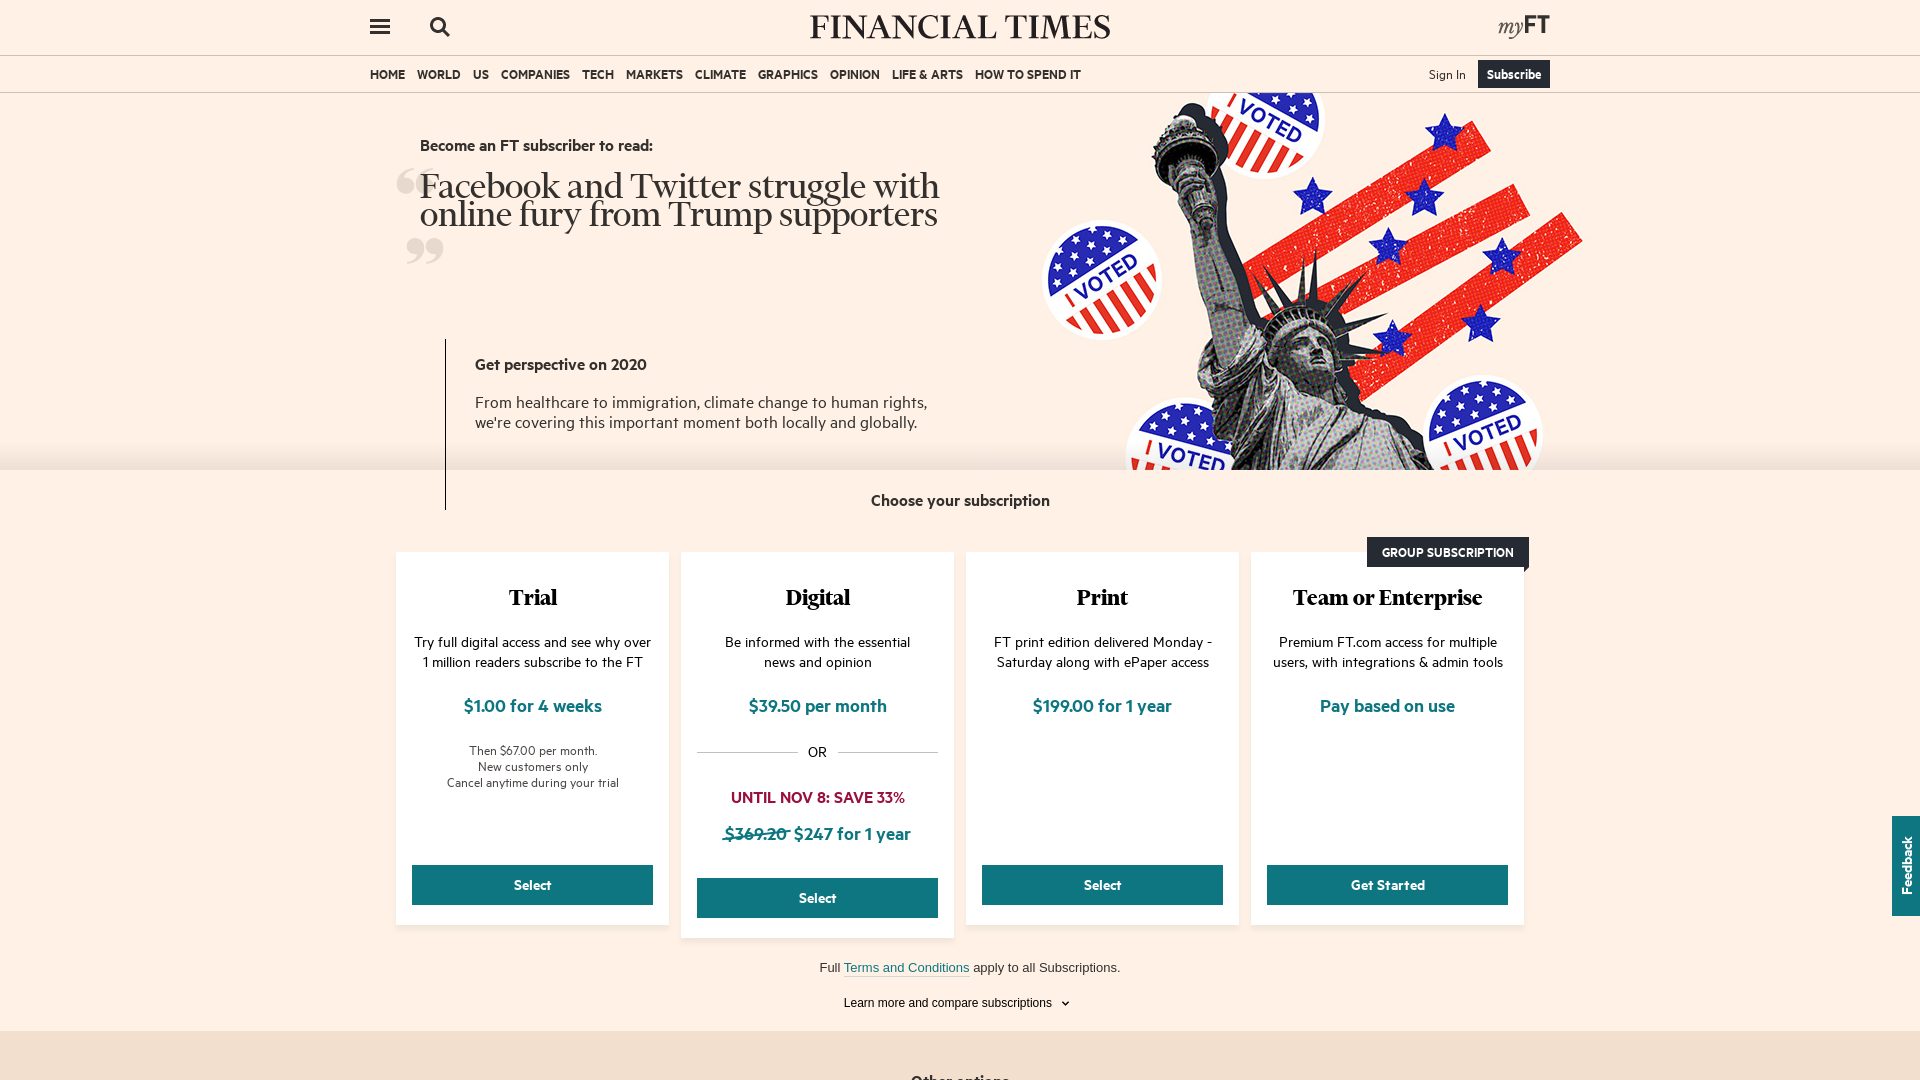 FINANCIAL TIMES
myFT
HOME WORLD US COMPANIES TECH MARKETS CLIMATE GRAPHICS OPINION LIFE & ARTS HOW TO SPEND IT
Sign In Subscribe
Become an FT subscriber to read:
“Facebook and Twitter struggle with
online fury from Trump supporters
”
I VOTED
I VOTED
I VOTED
I VOTED
Get perspective on 2020
From healthcare to immigration, climate change to human rights,
we're covering this important moment both locally and globally.
Choose your subscription
Trial
Try full digital access and see why over
1 million readers subscribe to the FT
$1.00 for 4 weeks
Then $67.00 per month.
New customers only
Cancel anytime during your trial
Select
Digital
Be informed with the essential
news and opinion
$39.50 per month
OR
UNTIL NOV 8: SAVE 33%
$369.20 $247 for 1 year
Select
Print
FT print edition delivered Monday -
Saturday along with ePaper access
$199.00 for 1 year
Select
GROUP SUBSCRIPTION
Team or Enterprise
Premium FT.com access for multiple
users, with integrations & admin tools
Pay based on use
Get Started
Feedback
Full Terms and Conditions apply to all Subscriptions.
Learn more and compare subscriptions
Other options